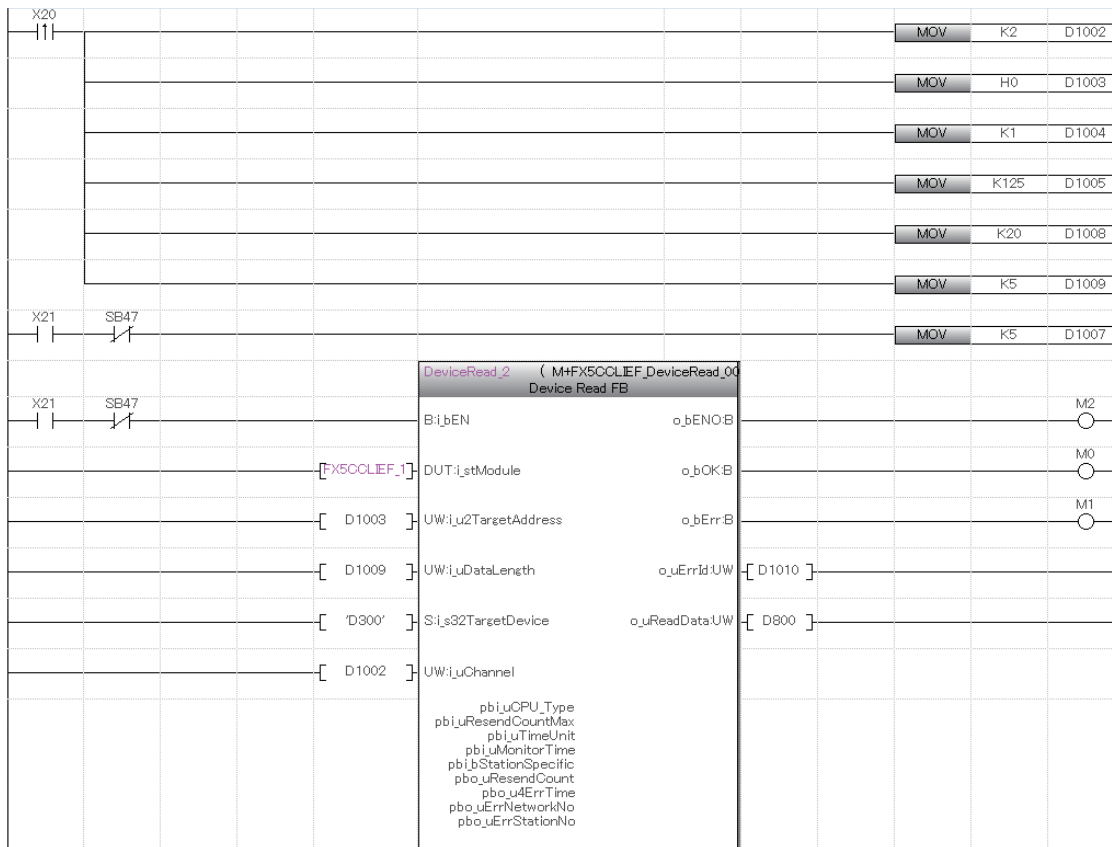 X20
MOV K2 D1002
MOV H0 D1003
MOV K1 D1004
MOV K125 D1005
MOV K20 D1008
MOV K5 D1009
X21 SB47
MOV K5 D1007
DeviceRead_2 ( M+FX5CCLIEF_DeviceRead_00
Device Read FB
X21 SB47 M2
B:i_bEN o_bENO:B
M0
[FX5CCLIEF_1] DUT:i_stModule o_bOK:B
M1
[ D1003 ] UW:i_u2TargetAddress o_bErr:B
[ D1009 ] UW:i_uDataLength o_uErrId:UW [ D1010 ]
[ 'D300' ] S:i_s32TargetDevice o_uReadData:UW [ D800 ]
[ D1002 ] UW:i_uChannel
pbi_uCPU_Type
pbi_uResendCountMax
pbi_uTimeUnit
pbi_uMonitorTime
pbi_bStationSpecific
pbo_uResendCount
pbo_u4ErrTime
pbo_uErrNetworkNo
pbo_uErrStationNo